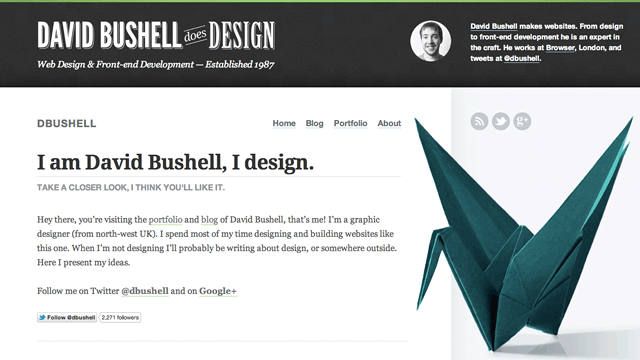 DAVID BUSHELL does DESIGN
Web Design & Front-end Development — Established 1987
David Bushell makes websites. From design
to front-end development he is an expert in
the craft. He works at Browser, London, and
tweets at @dbushell.
DBUSHELL
Home Blog Portfolio About
I am David Bushell, I design.
TAKE A CLOSER LOOK, I THINK YOU'LL LIKE IT.
Hey there, you're visiting the portfolio and blog of David Bushell, that's me! I'm a graphic
designer (from north-west UK). I spend most of my time designing and building websites like
this one. When I'm not designing I'll probably be writing about design, or somewhere outside.
Here I present my ideas.
Follow me on Twitter @dbushell and on Google+
Follow @dbushell 2,271 followers
g+